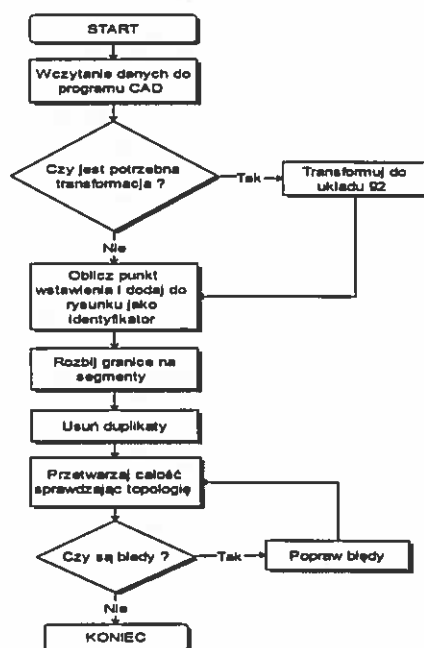 START
Wczytanie danych do
programu CAD
Czy jest potrzebna
transformacja ?
Tak
Transformuj do
układu 92
Nie
Oblicz punkt
wstawienia i dodaj do
rysunku jako
identyfikator
Rozbij granice na
segmenty
Usuń duplikaty
Przetwarzaj całość
sprawdzając topologię
Czy są błedy ?
Tak
Popraw błędy
Nie
KONIEC